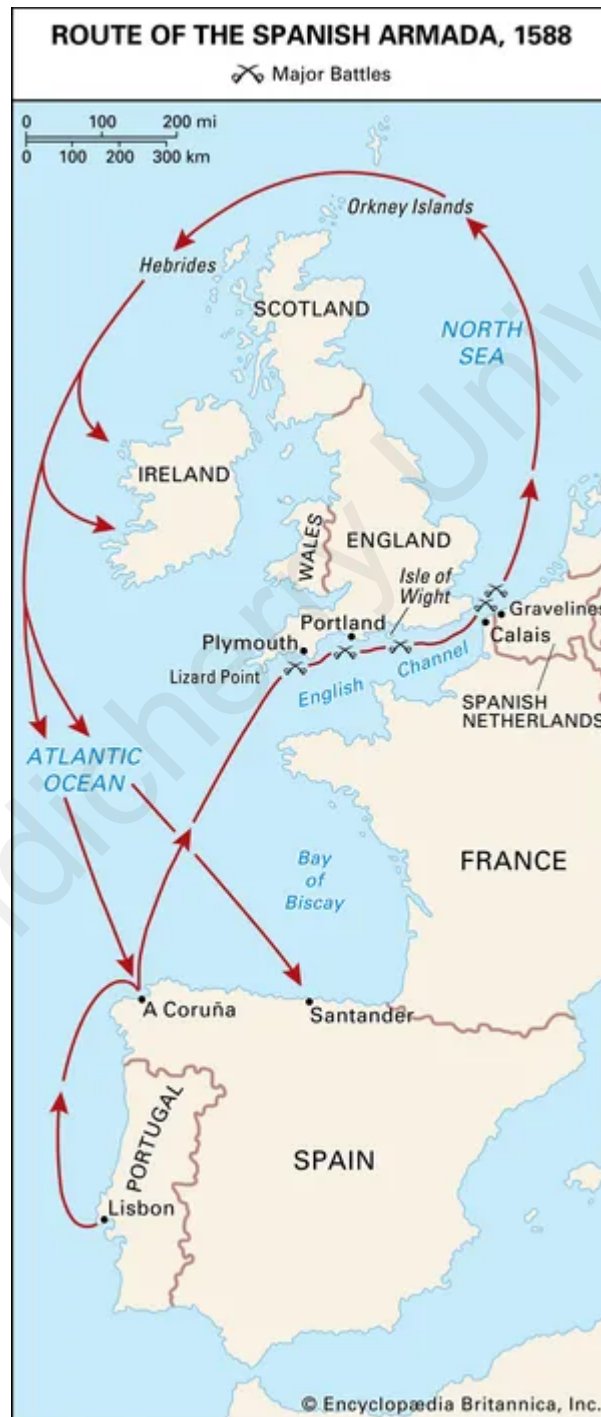 ROUTE OF THE SPANISH ARMADA, 1588
Major Battles
0 100 200 mi
0 100 200 300 km
Orkney Islands
Hebrides
SCOTLAND
NORTH
SEA
IRELAND
WALES
ENGLAND
Isle of
Wight
Gravelines
Portland
Calais
Plymouth
Lizard Point
English Channel
SPANISH
NETHERLANDS
ATLANTIC
OCEAN
FRANCE
Bay
of
Biscay
A Coruña
Santander
PORTUGAL
SPAIN
Lisbon
© Encyclopædia Britannica, Inc.